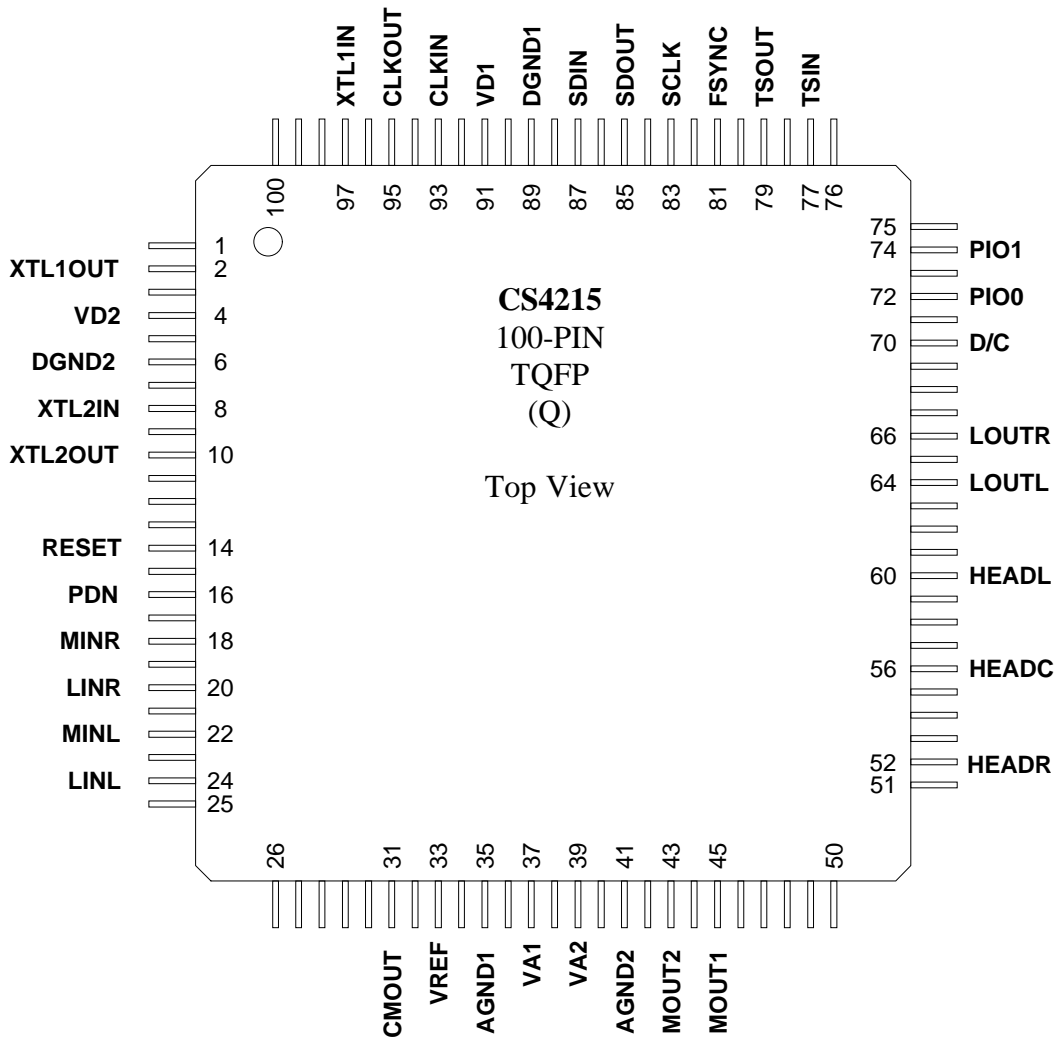 XTL1IN
CLKOUT
CLKIN
VD1
DGND1
SDIN
SDOUT
SCLK
FSYNC
TSOUT
TSIN
100
97
95
93
91
89
87
85
83
81
79
77
76
1
XTL1OUT 2
VD2 4
DGND2 6
XTL2IN 8
XTL2OUT 10
RESET 14
PDN 16
MINR 18
LINR 20
MINL 22
LINL 24
25
CS4215
100-PIN
TQFP
(Q)
Top View
75
74 PIO1
72 PIO0
70 D/C
66 LOUTR
64 LOUTL
60 HEADL
56 HEADC
52 HEADR
51
26
31
33
35
37
39
41
43
45
50
CMOUT
VREF
AGND1
VA1
VA2
AGND2
MOUT2
MOUT1